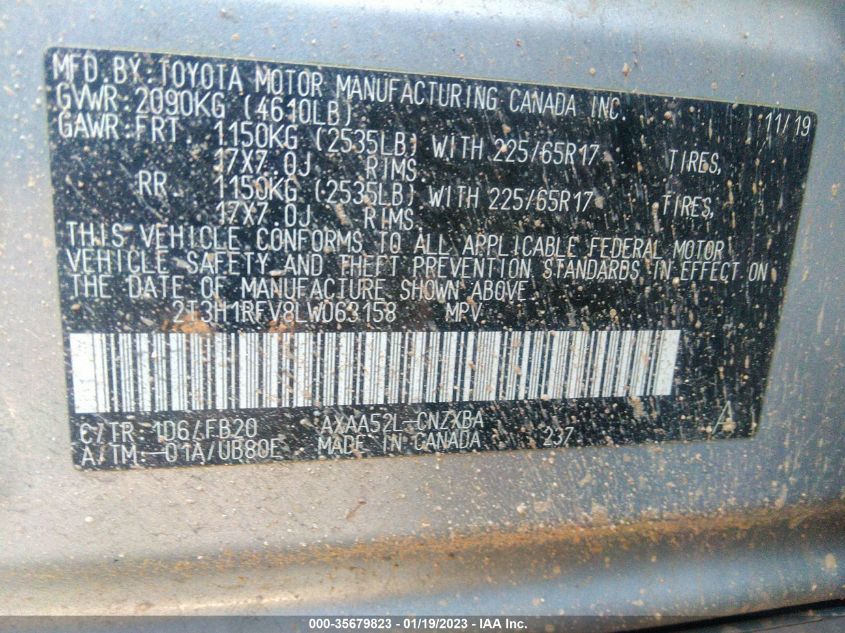 MFD. BY: TOYOTA MOTOR MANUFACTURING CANADA INC.
GVWR: 2090KG (4610LB) 11/19
GAWR: FRT. 1150KG (2535LB) WITH 225/65R17 TIRES,
17X7.0J RIMS.
RR. 1150KG (2535LB) WITH 225/65R17 TIRES,
17X7.0J RIMS.
THIS VEHICLE CONFORMS TO ALL APPLICABLE FEDERAL MOTOR
VEHICLE SAFETY AND THEFT PREVENTION STANDARDS IN EFFECT ON
THE DATE OF MANUFACTURE SHOWN ABOVE.
2T3H1RFV8LW063158 MPV
C/TR 1D6/FB20 AXAA52L-CNZXBA A
A/TM -01A/UB80E MADE IN CANADA 237
000-35679823 — 01/19/2023 — IAA Inc.